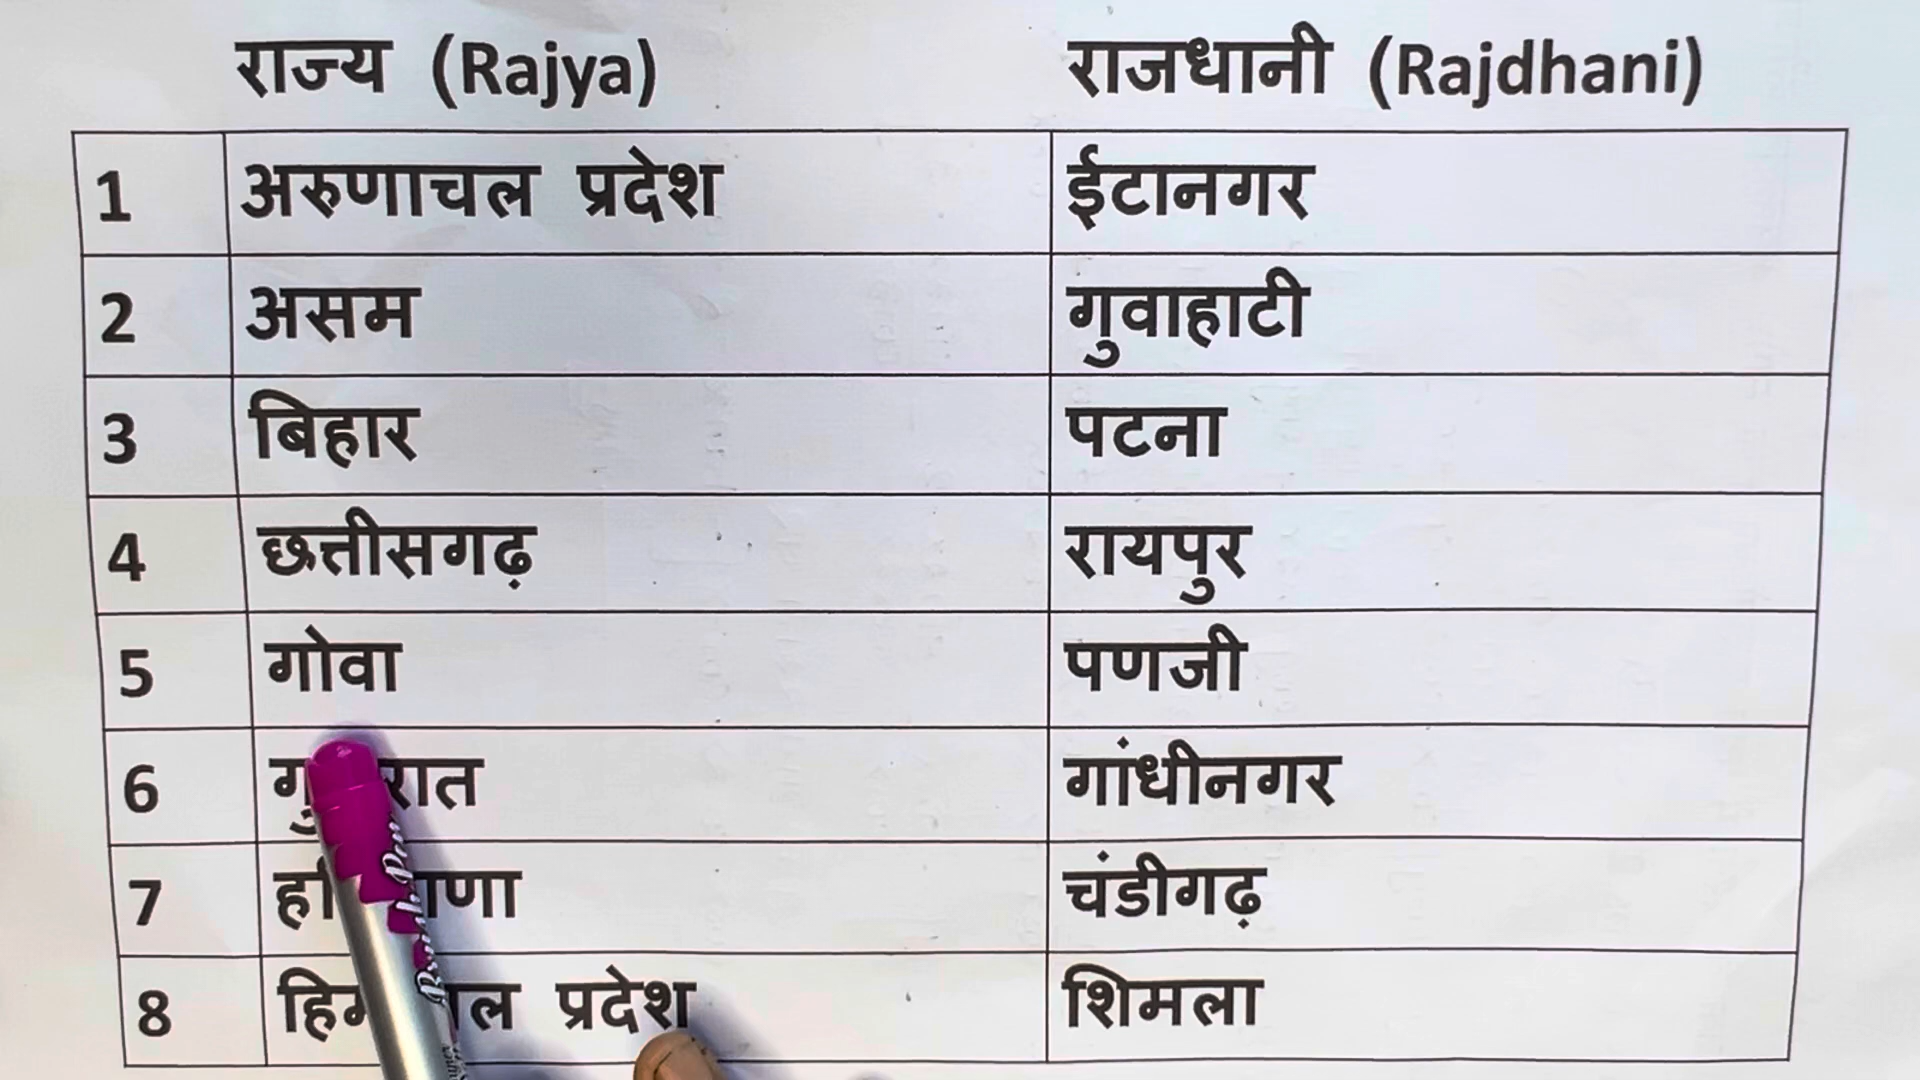 राज्य (Rajya) राजधानी (Rajdhani)
1 अरुणाचल प्रदेश ईटानगर
2 असम गुवाहाटी
3 बिहार पटना
4 छत्तीसगढ़ रायपुर
5 गोवा पणजी
6 गांधीनगर
7 चंडीगढ़
8 प्रदेश शिमला